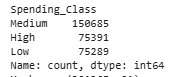 Spending_Class
Medium    150685
High       75391
Low        75289
Name: count, dtype: int64